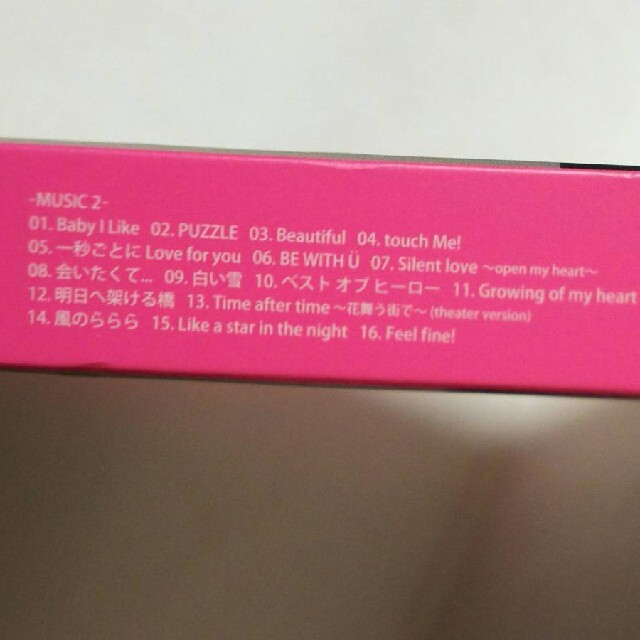 -MUSIC 2-
01. Baby I Like 02. PUZZLE 03. Beautiful 04. touch Me!
05. 一秒ごとに Love for you 06. BE WITH Ü 07. Silent love ～open my heart～
08. 会いたくて... 09. 白い雪 10. ベスト オブ ヒーロー 11. Growing of my heart
12. 明日へ架ける橋 13. Time after time ～花舞う街で～ (theater version)
14. 風のららら 15. Like a star in the night 16. Feel fine!